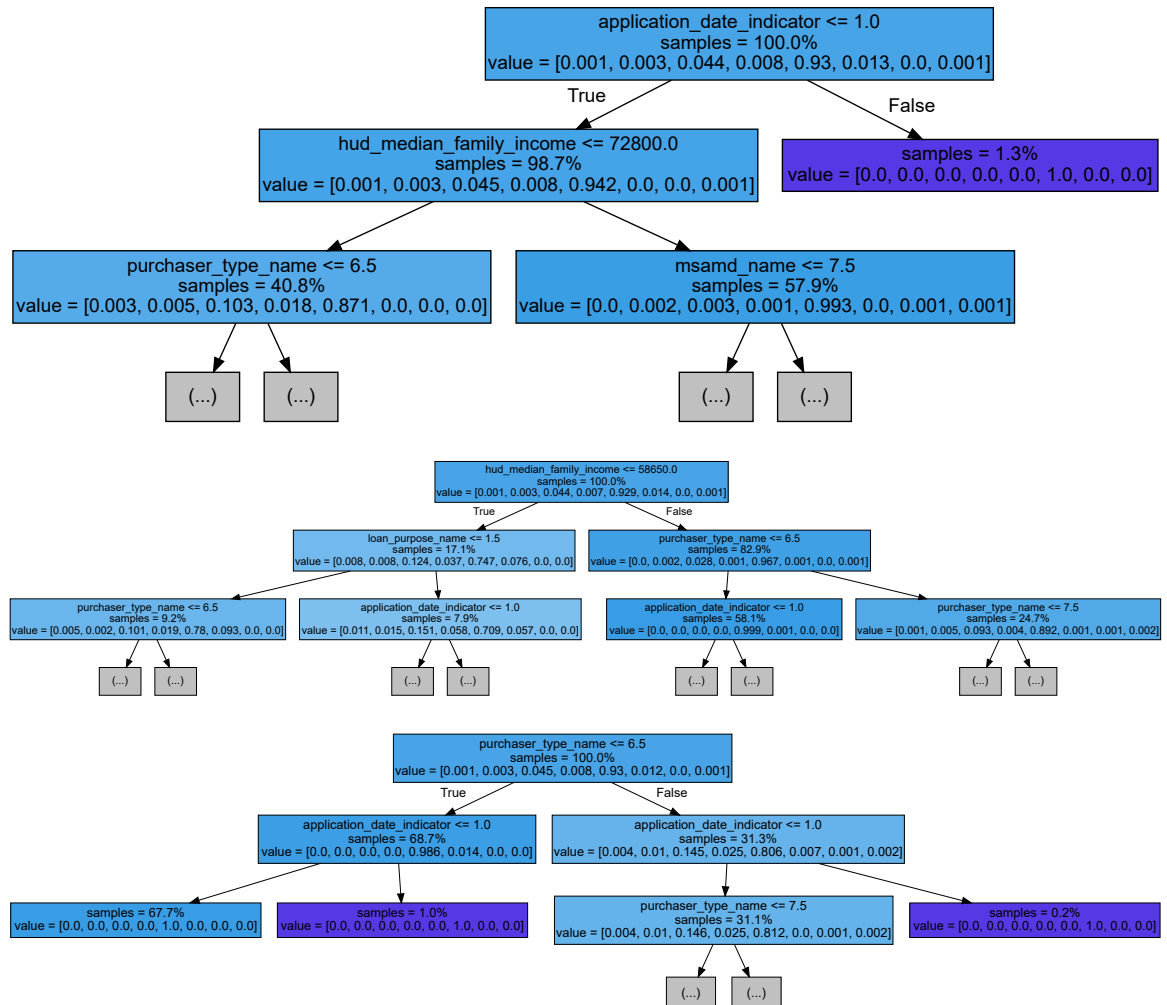 application_date_indicator <= 1.0
samples = 100.0%
value = [0.001, 0.003, 0.044, 0.008, 0.93, 0.013, 0.0, 0.001]
True
False
hud_median_family_income <= 72800.0
samples = 98.7%
value = [0.001, 0.003, 0.045, 0.008, 0.942, 0.0, 0.0, 0.001]
samples = 1.3%
value = [0.0, 0.0, 0.0, 0.0, 0.0, 1.0, 0.0, 0.0]
purchaser_type_name <= 6.5
samples = 40.8%
value = [0.003, 0.005, 0.103, 0.018, 0.871, 0.0, 0.0, 0.0]
msamd_name <= 7.5
samples = 57.9%
value = [0.0, 0.002, 0.003, 0.001, 0.993, 0.0, 0.001, 0.001]
(...)
(...)
(...)
(...)
hud_median_family_income <= 58650.0
samples = 100.0%
value = [0.001, 0.003, 0.044, 0.007, 0.929, 0.014, 0.0, 0.001]
True
False
loan_purpose_name <= 1.5
samples = 17.1%
value = [0.008, 0.008, 0.124, 0.037, 0.747, 0.076, 0.0, 0.0]
purchaser_type_name <= 6.5
samples = 82.9%
value = [0.0, 0.002, 0.028, 0.001, 0.967, 0.001, 0.0, 0.001]
purchaser_type_name <= 6.5
samples = 9.2%
value = [0.005, 0.002, 0.101, 0.019, 0.78, 0.093, 0.0, 0.0]
application_date_indicator <= 1.0
samples = 7.9%
value = [0.011, 0.015, 0.151, 0.058, 0.709, 0.057, 0.0, 0.0]
application_date_indicator <= 1.0
samples = 58.1%
value = [0.0, 0.0, 0.0, 0.0, 0.999, 0.001, 0.0, 0.0]
purchaser_type_name <= 7.5
samples = 24.7%
value = [0.001, 0.005, 0.093, 0.004, 0.892, 0.001, 0.001, 0.002]
(...)
(...)
(...)
(...)
(...)
(...)
(...)
(...)
purchaser_type_name <= 6.5
samples = 100.0%
value = [0.001, 0.003, 0.045, 0.008, 0.93, 0.012, 0.0, 0.001]
True
False
application_date_indicator <= 1.0
samples = 68.7%
value = [0.0, 0.0, 0.0, 0.0, 0.986, 0.014, 0.0, 0.0]
application_date_indicator <= 1.0
samples = 31.3%
value = [0.004, 0.01, 0.145, 0.025, 0.806, 0.007, 0.001, 0.002]
samples = 67.7%
value = [0.0, 0.0, 0.0, 0.0, 1.0, 0.0, 0.0, 0.0]
samples = 1.0%
value = [0.0, 0.0, 0.0, 0.0, 0.0, 1.0, 0.0, 0.0]
purchaser_type_name <= 7.5
samples = 31.1%
value = [0.004, 0.01, 0.146, 0.025, 0.812, 0.0, 0.001, 0.002]
samples = 0.2%
value = [0.0, 0.0, 0.0, 0.0, 0.0, 1.0, 0.0, 0.0]
(...)
(...)